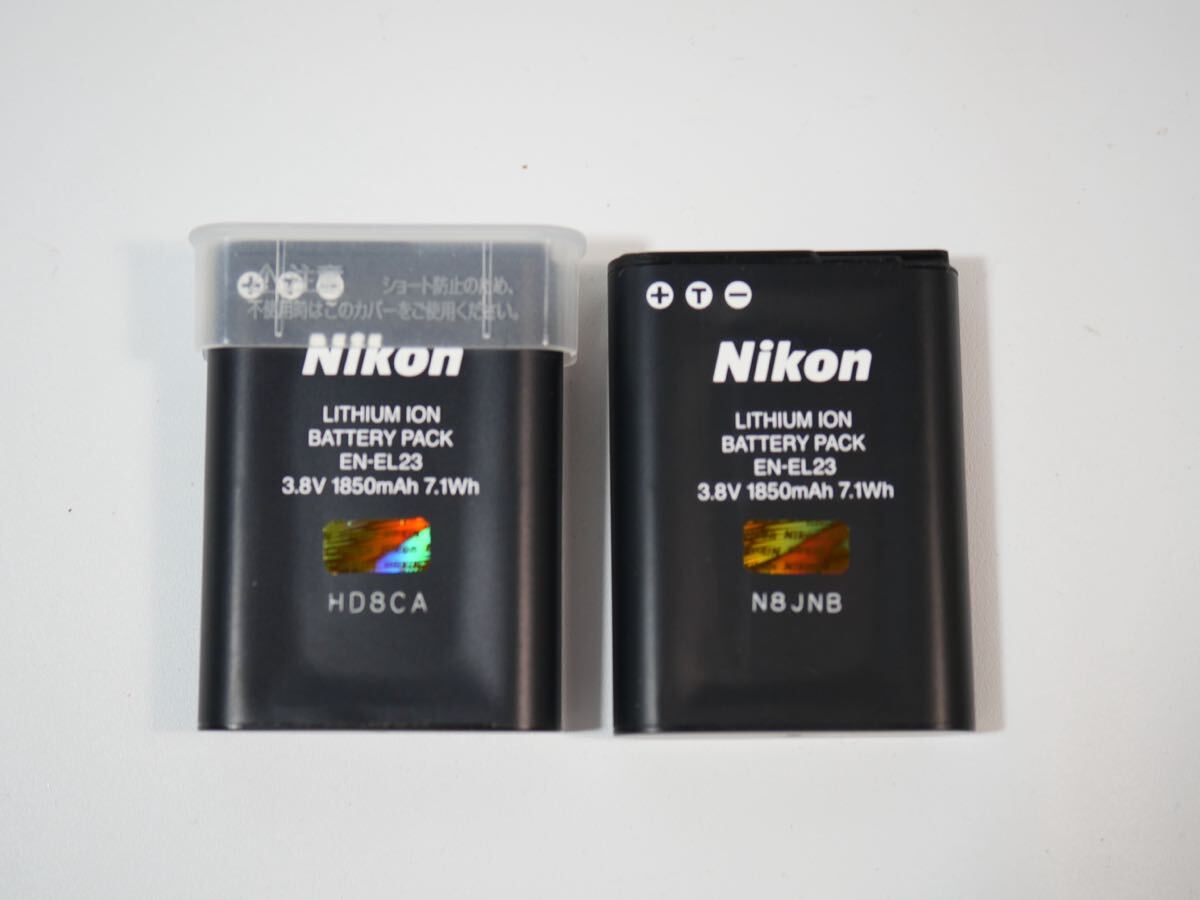 注意 ショート防止のため、
不使用時はこのカバーをご使用ください。
Nikon
LITHIUM ION
BATTERY PACK
EN-EL23
3.8V 1850mAh 7.1Wh
HD8CA
+ T -
Nikon
LITHIUM ION
BATTERY PACK
EN-EL23
3.8V 1850mAh 7.1Wh
Nikon
N8JNB